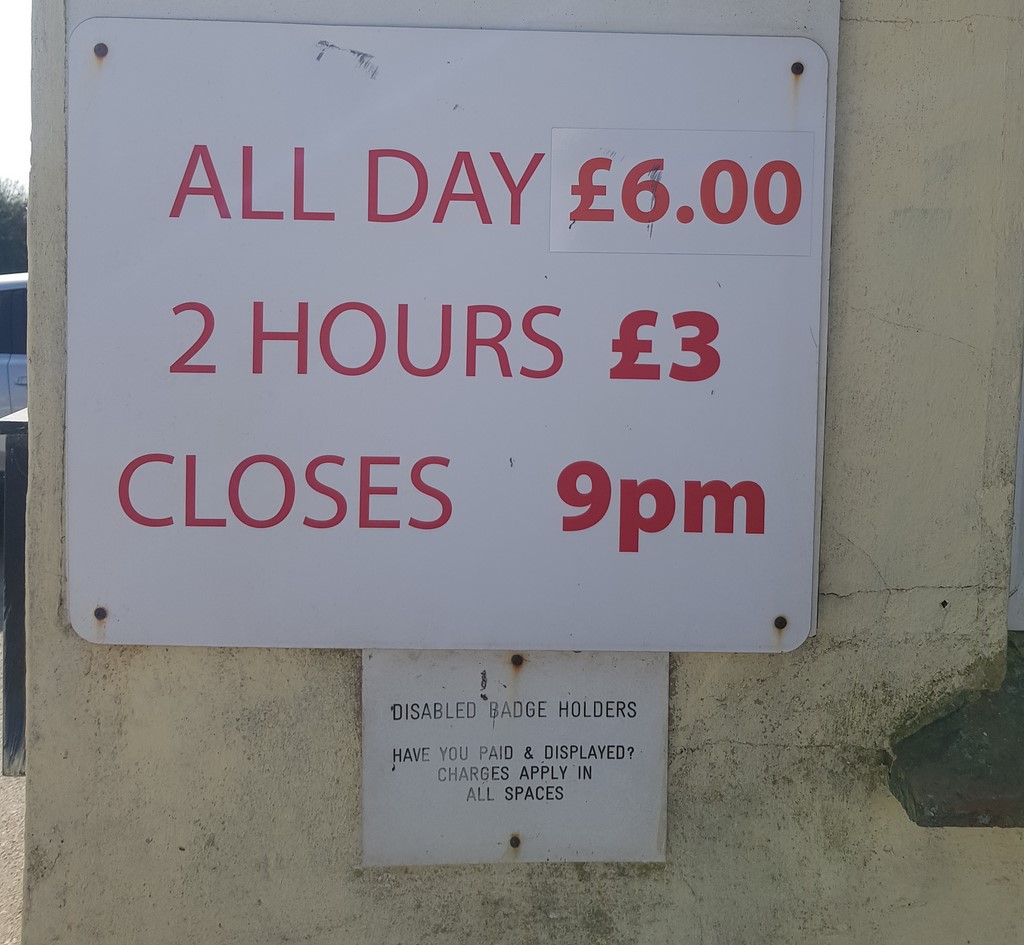 ALL DAY £6.00
2 HOURS £3
CLOSES 9pm
DISABLED BADGE HOLDERS
HAVE YOU PAID & DISPLAYED?
CHARGES APPLY IN
ALL SPACES